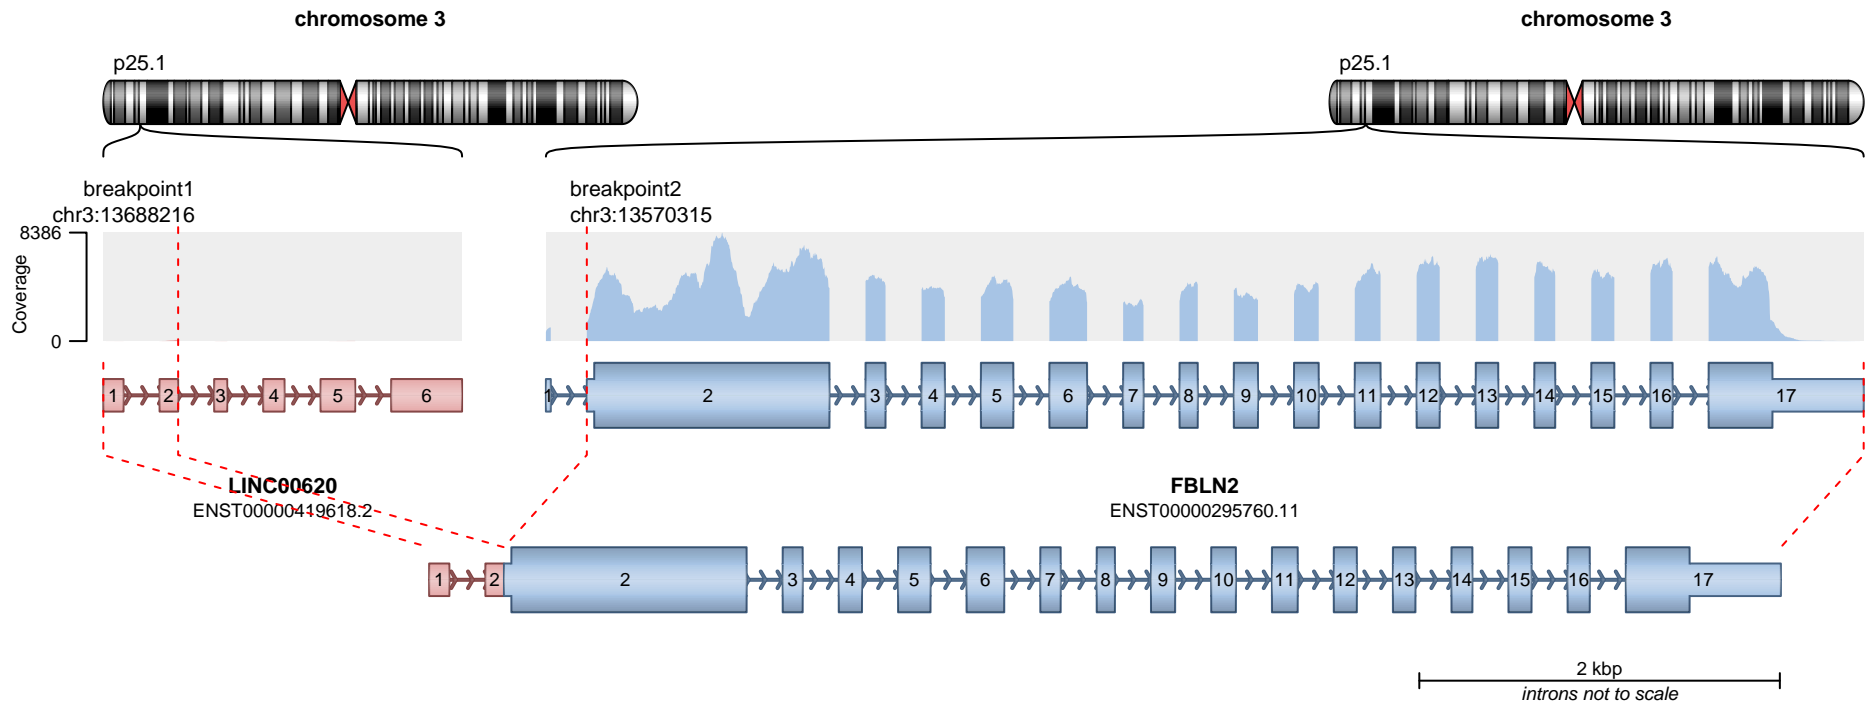 chromosome 3
chromosome 3
p25.1
p25.1
breakpoint1
chr3:13688216
breakpoint2
chr3:13570315
8386
Coverage
0
1 2 3 4 5 6
1 2 3 4 5 6 7 8 9 10 11 12 13 14 15 16 17
LINC00620
ENST00000419618.2
FBLN2
ENST00000295760.11
1 2 2 3 4 5 6 7 8 9 10 11 12 13 14 15 16 17
2 kbp
introns not to scale